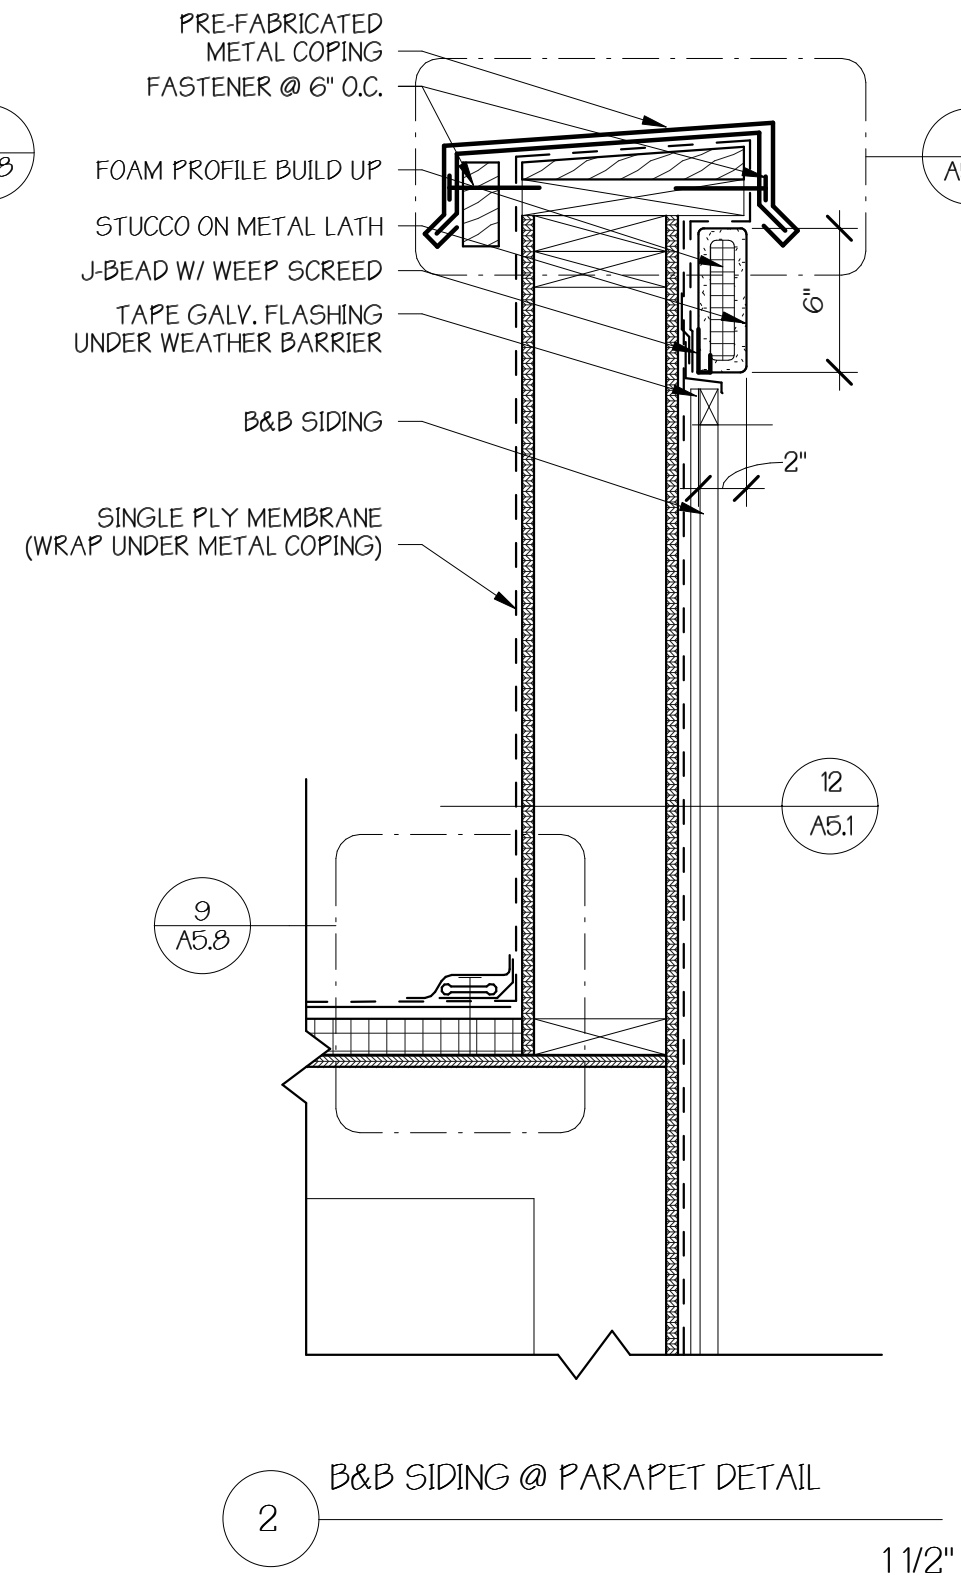 PRE-FABRICATED
METAL COPING
FASTENER @ 6" O.C.
8
A
FOAM PROFILE BUILD UP
STUCCO ON METAL LATH
J-BEAD W/ WEEP SCREED
TAPE GALV. FLASHING
UNDER WEATHER BARRIER
6"
B&B SIDING
2"
SINGLE PLY MEMBRANE
(WRAP UNDER METAL COPING)
12
A5.1
9
A5.8
B&B SIDING @ PARAPET DETAIL
2
1 1/2"